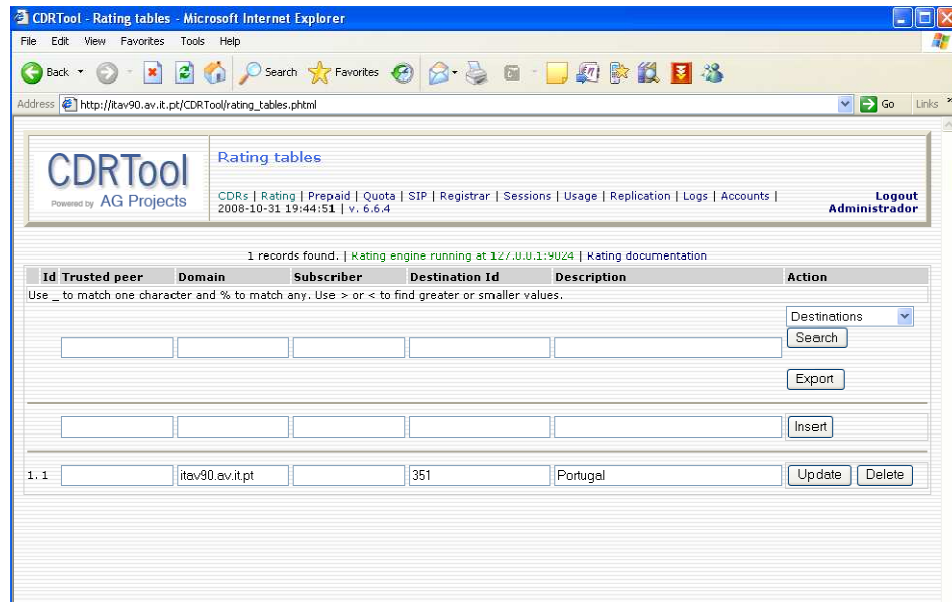 CDRTool - Rating tables - Microsoft Internet Explorer
File Edit View Favorites Tools Help
Back Search Favorites
Address http://itav90.av.it.pt/CDRTool/rating_tables.phtml Go Links
CDRTool
Powered by AG Projects
Rating tables
CDRs | Rating | Prepaid | Quota | SIP | Registrar | Sessions | Usage | Replication | Logs | Accounts | Logout
2008-10-31 19:44:51 | v. 6.6.4 Administrador
1 records found. | Rating engine running at 127.0.0.1:9024 | Rating documentation
Id Trusted peer Domain Subscriber Destination Id Description Action
Use _ to match one character and % to match any. Use > or < to find greater or smaller values.
Destinations
Search
Export
Insert
1. 1 itav90.av.it.pt 351 Portugal Update Delete